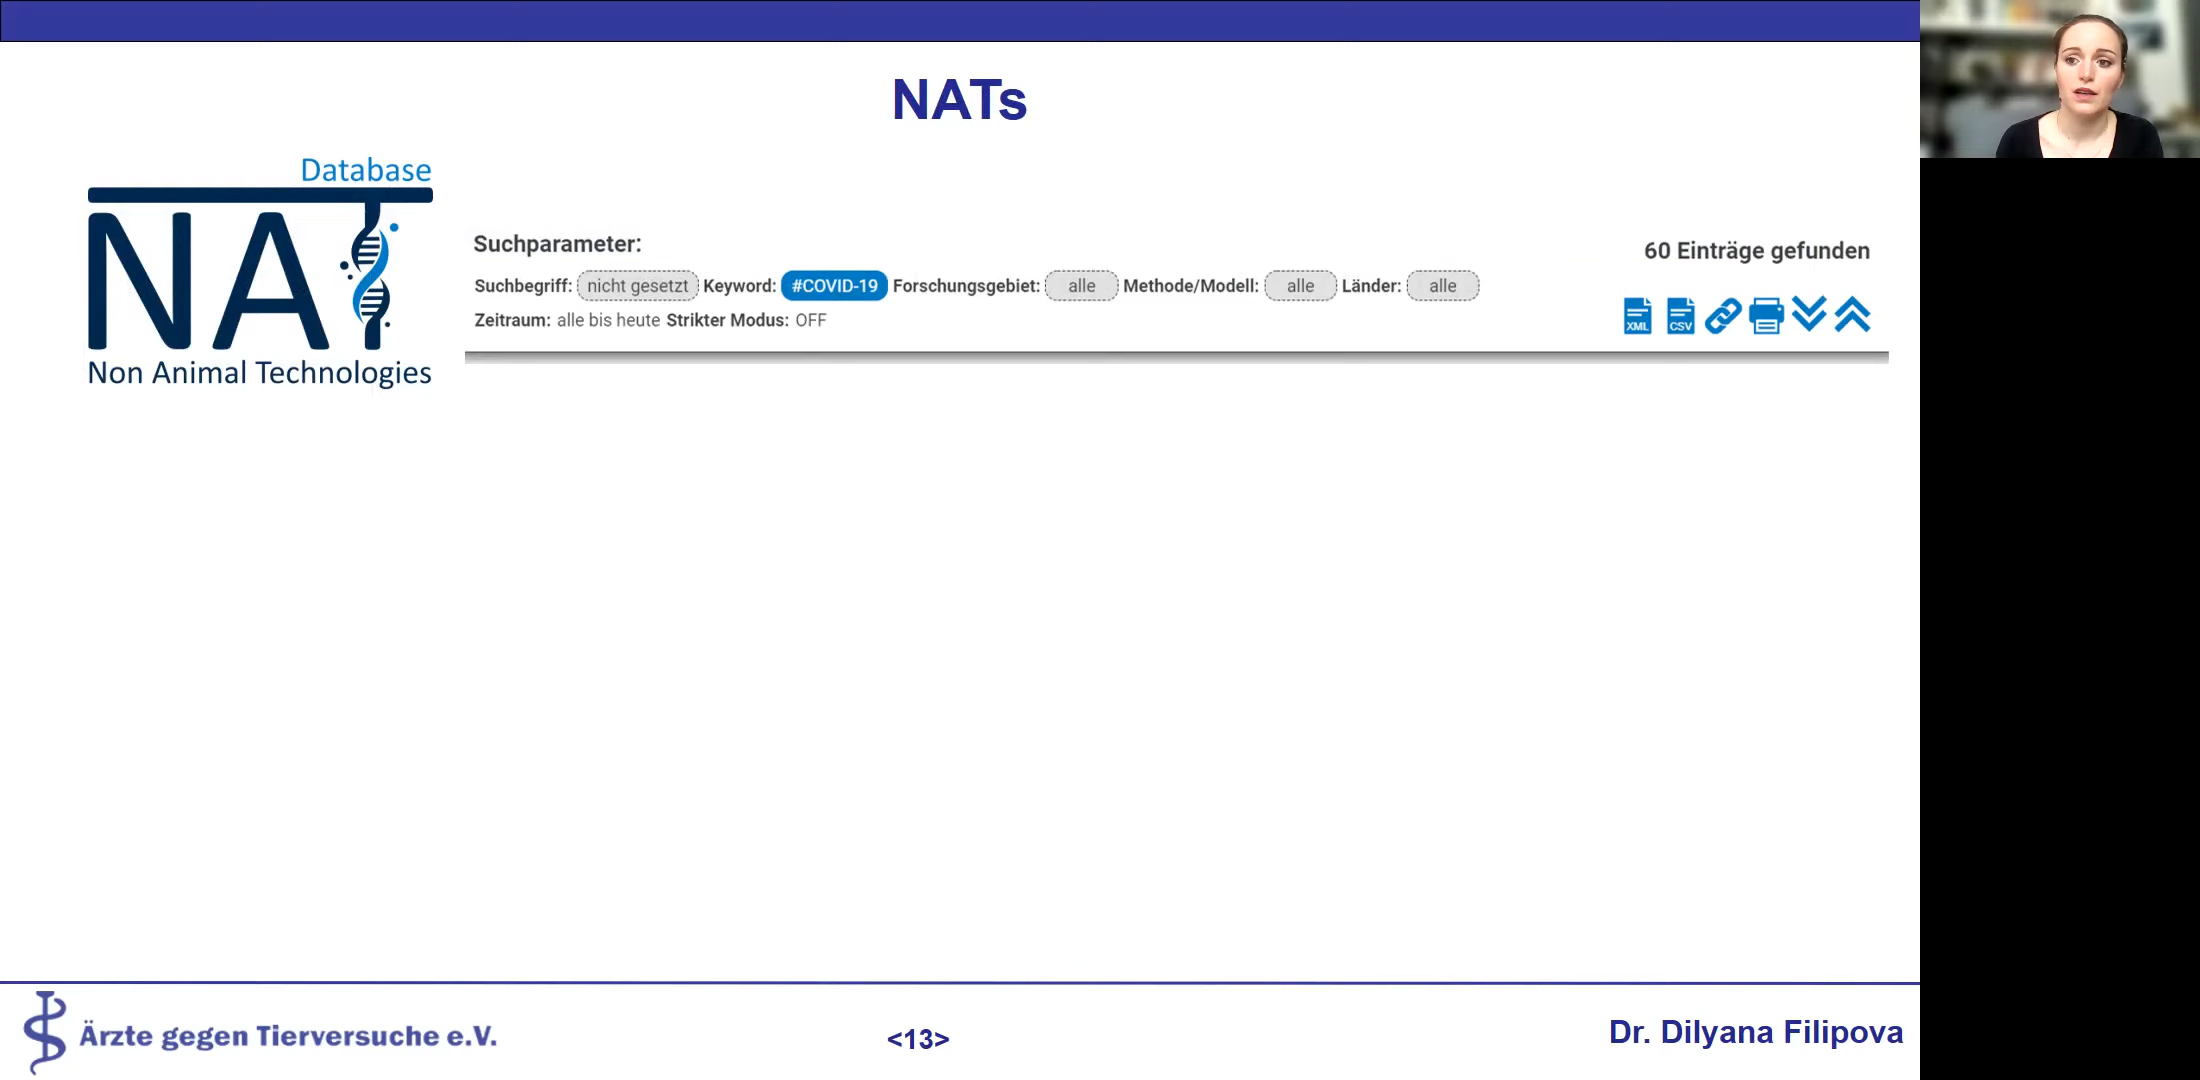 NATs
Database
NAT
Non Animal Technologies
Suchparameter:
60 Einträge gefunden
Suchbegriff: nicht gesetzt Keyword: #COVID-19 Forschungsgebiet: alle Methode/Modell: alle Länder: alle
XML CSV
Zeitraum: alle bis heute Strikter Modus: OFF
Ärzte gegen Tierversuche e.V.
<13>
Dr. Dilyana Filipova